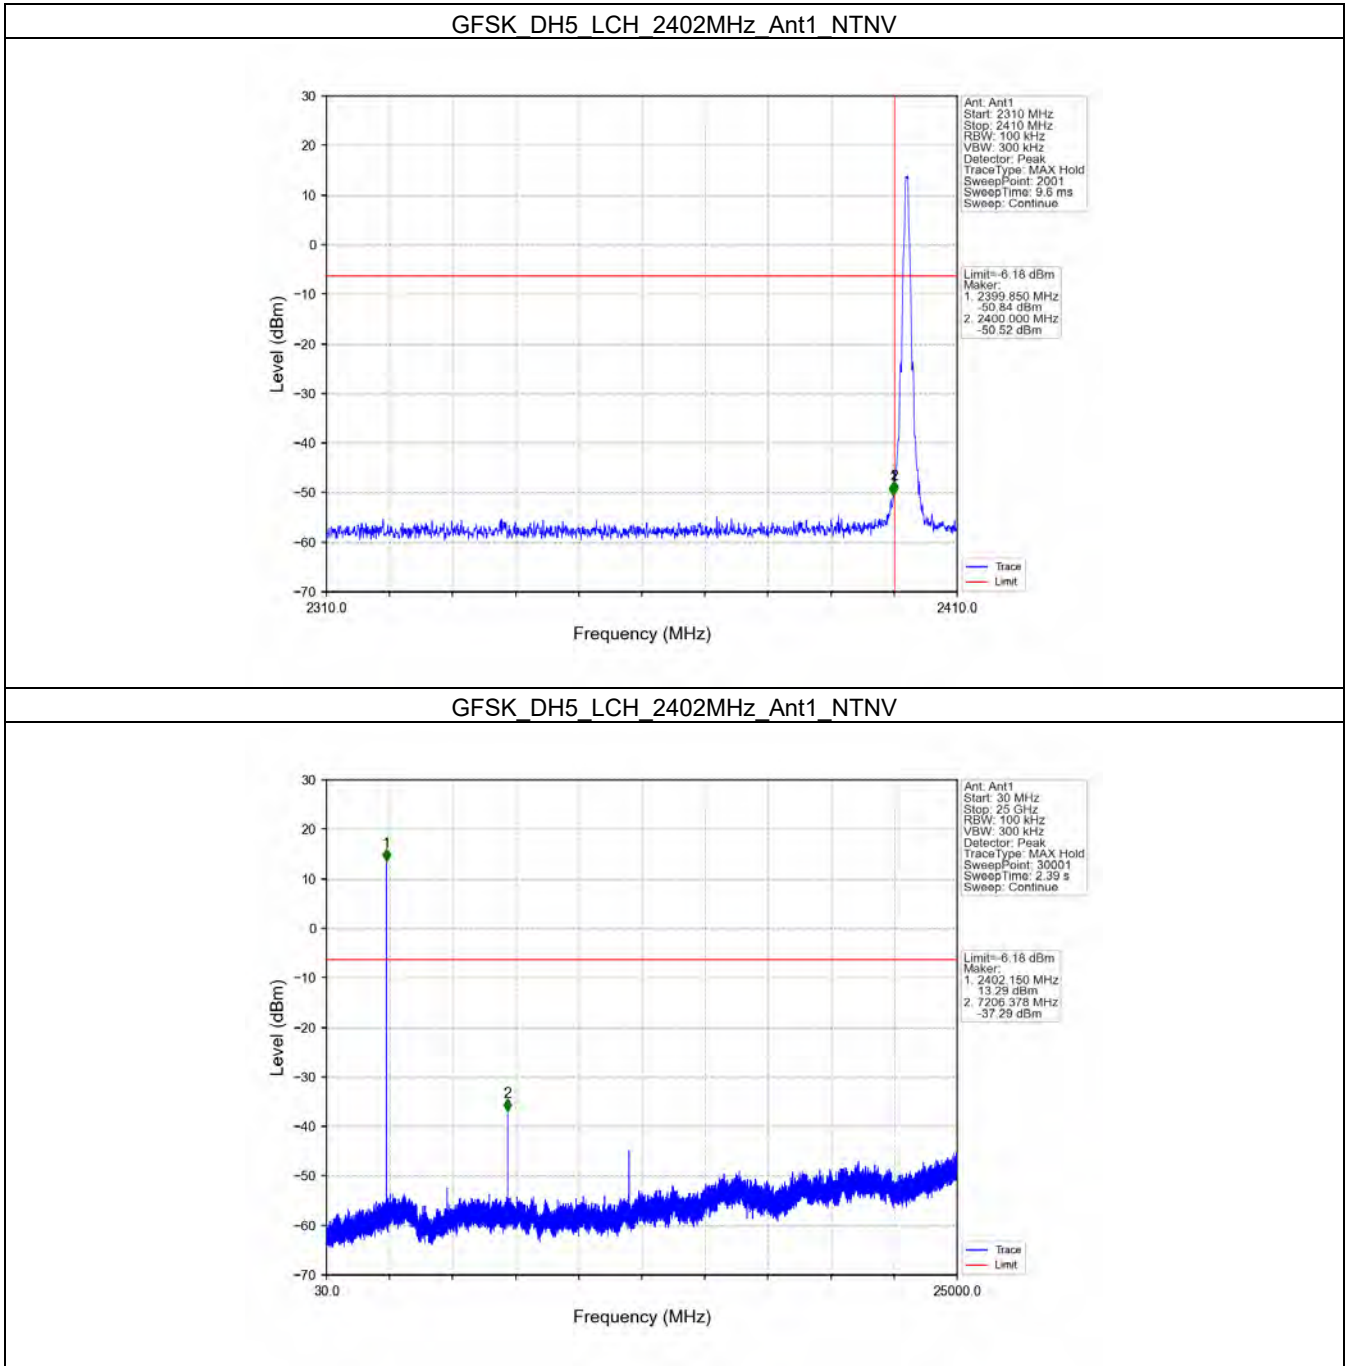 GFSK_DH5_LCH_2402MHz_Ant1_NTNV
30
20
10
0
−10
−20
−30
−40
−50
−60
−70
Level (dBm)
2310.0
2410.0
Frequency (MHz)
2
Ant: Ant1
Start: 2310 MHz
Stop: 2410 MHz
RBW: 100 kHz
VBW: 300 kHz
Detector: Peak
TraceType: MAX Hold
SweepPoint: 2001
SweepTime: 9.6 ms
Sweep: Continue
Limit=-6.18 dBm
Maker:
1. 2399.850 MHz
-50.84 dBm
2. 2400.000 MHz
-50.52 dBm
Trace
Limit
GFSK_DH5_LCH_2402MHz_Ant1_NTNV
30
20
10
0
−10
−20
−30
−40
−50
−60
−70
Level (dBm)
30.0
25000.0
Frequency (MHz)
1
2
Ant: Ant1
Start: 30 MHz
Stop: 25 GHz
RBW: 100 kHz
VBW: 300 kHz
Detector: Peak
TraceType: MAX Hold
SweepPoint: 30001
SweepTime: 2.39 s
Sweep: Continue
Limit=-6.18 dBm
Maker:
1. 2402.150 MHz
13.29 dBm
2. 7206.378 MHz
-37.29 dBm
Trace
Limit